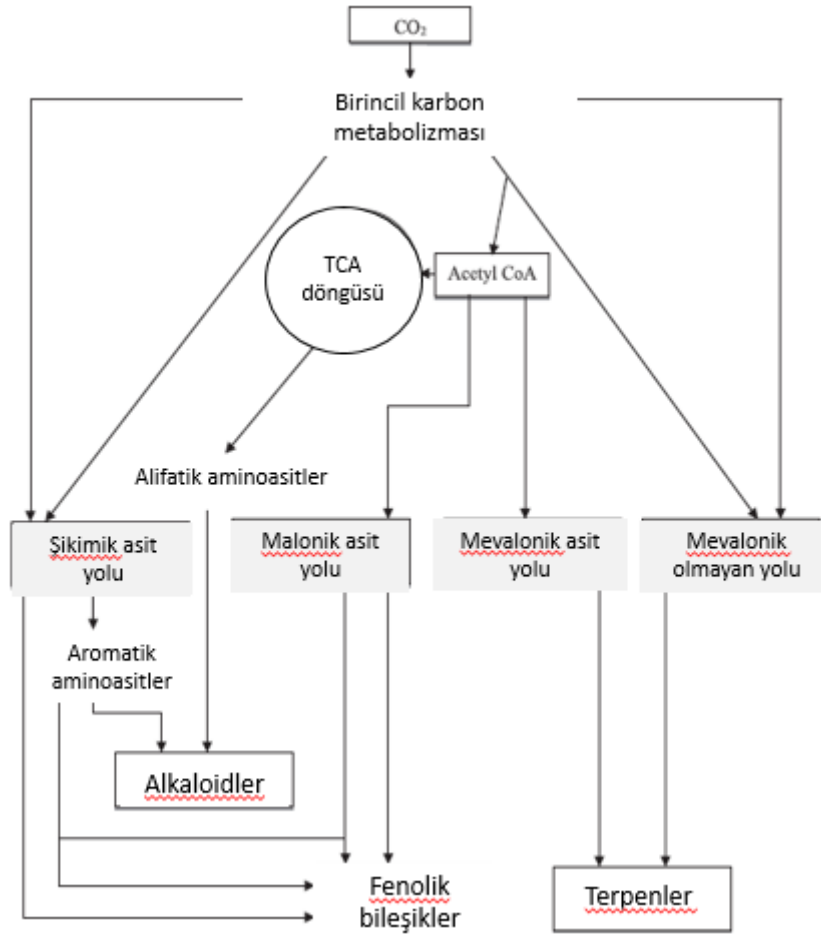 CO₂
Birincil karbon
metabolizması
TCA
döngüsü
Acetyl CoA
Alifatik aminoasitler
Şikimik asit
yolu
Malonik asit
yolu
Mevalonik asit
yolu
Mevalonik
olmayan yolu
Aromatik
aminoasitler
Alkaloidler
Fenolik
bileşikler
Terpenler